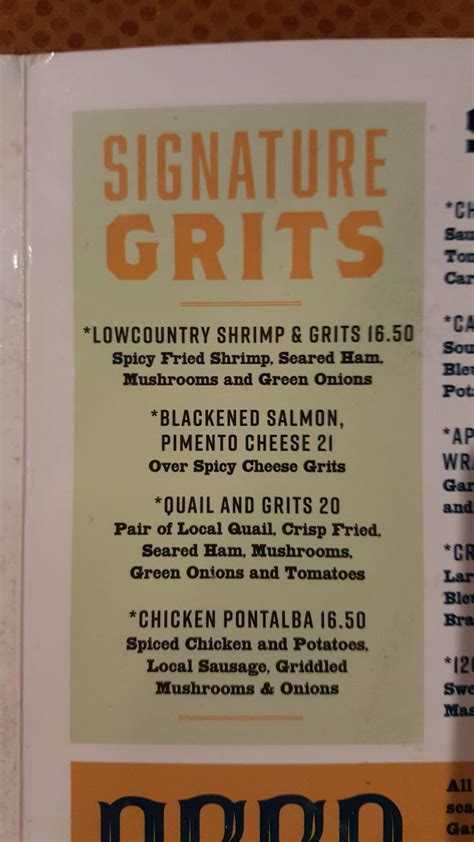 SIGNATURE
GRITS
*LOWCOUNTRY SHRIMP & GRITS 16.50
Spicy Fried Shrimp, Seared Ham,
Mushrooms and Green Onions
*BLACKENED SALMON,
PIMENTO CHEESE 21
Over Spicy Cheese Grits
*QUAIL AND GRITS 20
Pair of Local Quail, Crisp Fried,
Seared Ham, Mushrooms,
Green Onions and Tomatoes
*CHICKEN PONTALBA 16.50
Spiced Chicken and Potatoes,
Local Sausage, Griddled
Mushrooms & Onions
All
and